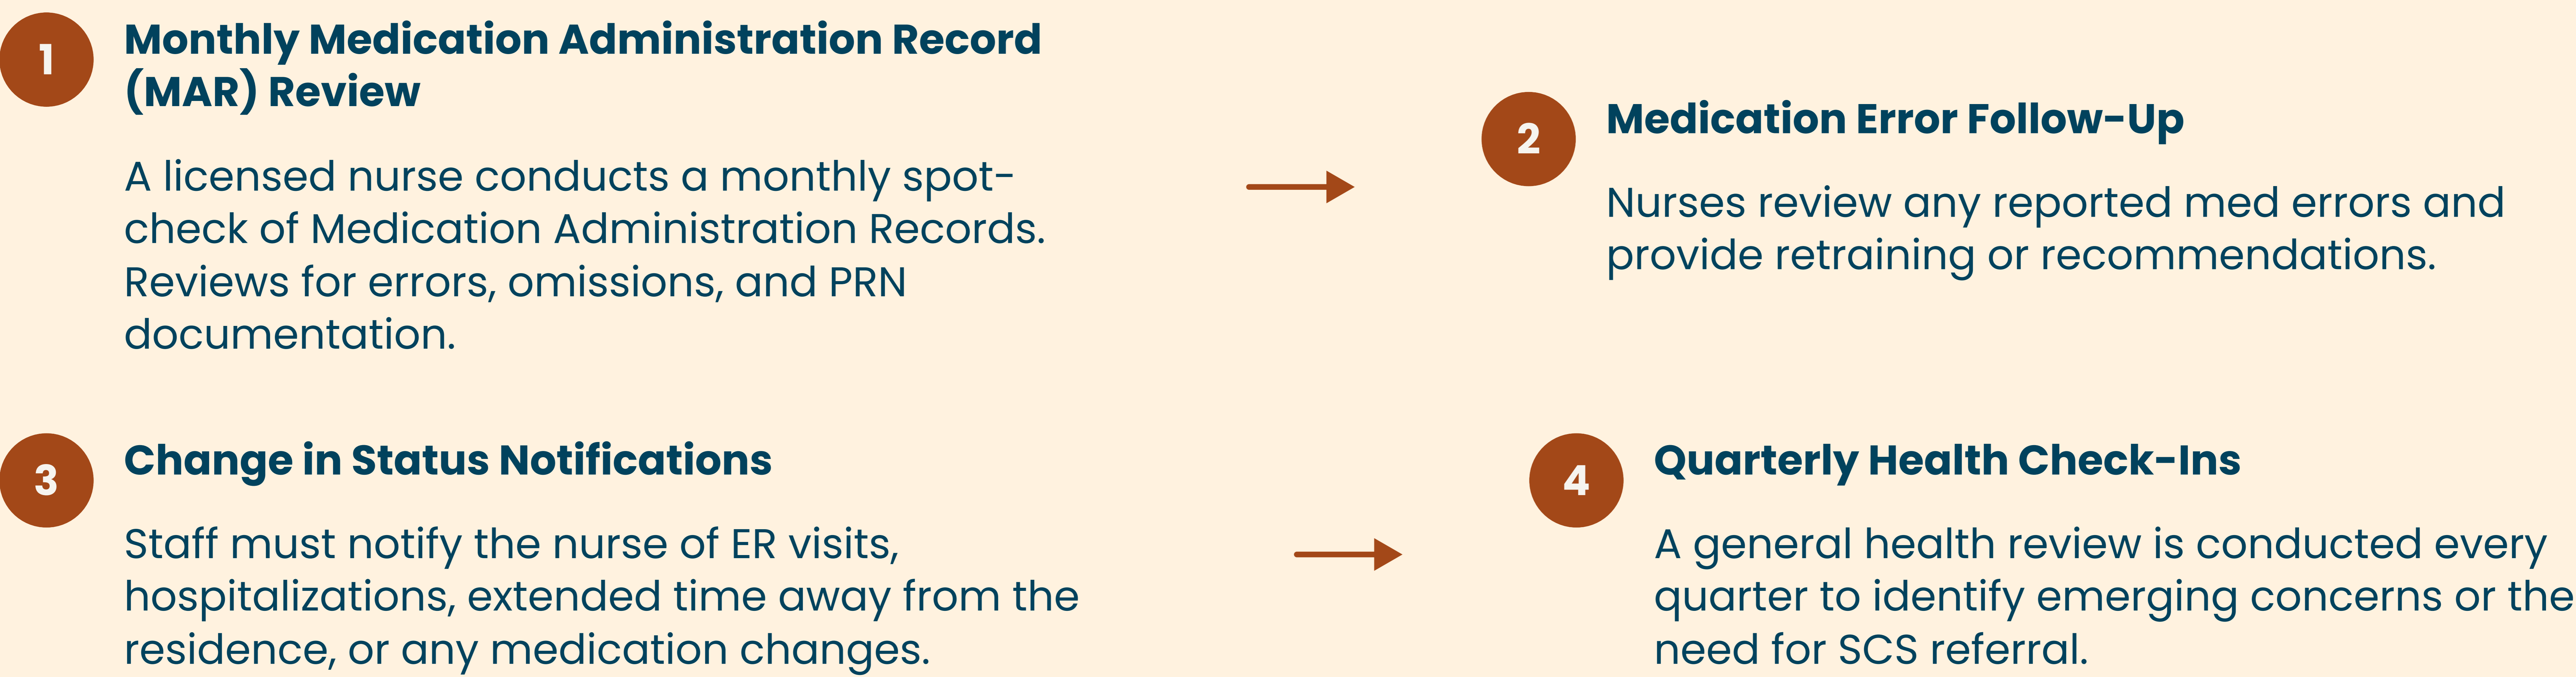 1
Monthly Medication Administration Record
(MAR) Review
A licensed nurse conducts a monthly spot-
check of Medication Administration Records.
Reviews for errors, omissions, and PRN
documentation.
2
Medication Error Follow-Up
Nurses review any reported med errors and
provide retraining or recommendations.
3
Change in Status Notifications
Staff must notify the nurse of ER visits,
hospitalizations, extended time away from the
residence, or any medication changes.
4
Quarterly Health Check-Ins
A general health review is conducted every
quarter to identify emerging concerns or the
need for SCS referral.